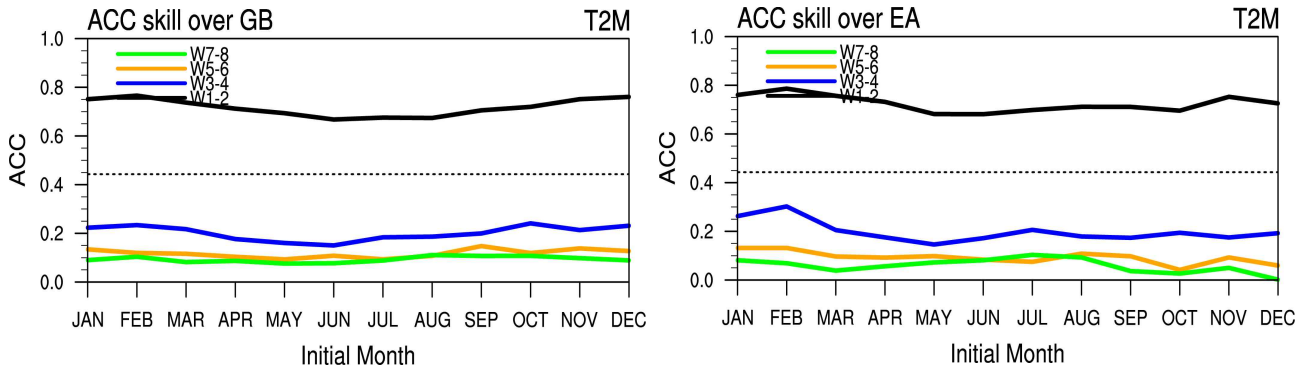 ACC skill over GB T2M
W7-8
W5-6
W3-4
W1-2
1.0
0.8
0.6
0.4
0.2
0.0
ACC
JAN FEB MAR APR MAY JUN JUL AUG SEP OCT NOV DEC
Initial Month
ACC skill over EA T2M
W7-8
W5-6
W3-4
W1-2
1.0
0.8
0.6
0.4
0.2
0.0
ACC
JAN FEB MAR APR MAY JUN JUL AUG SEP OCT NOV DEC
Initial Month